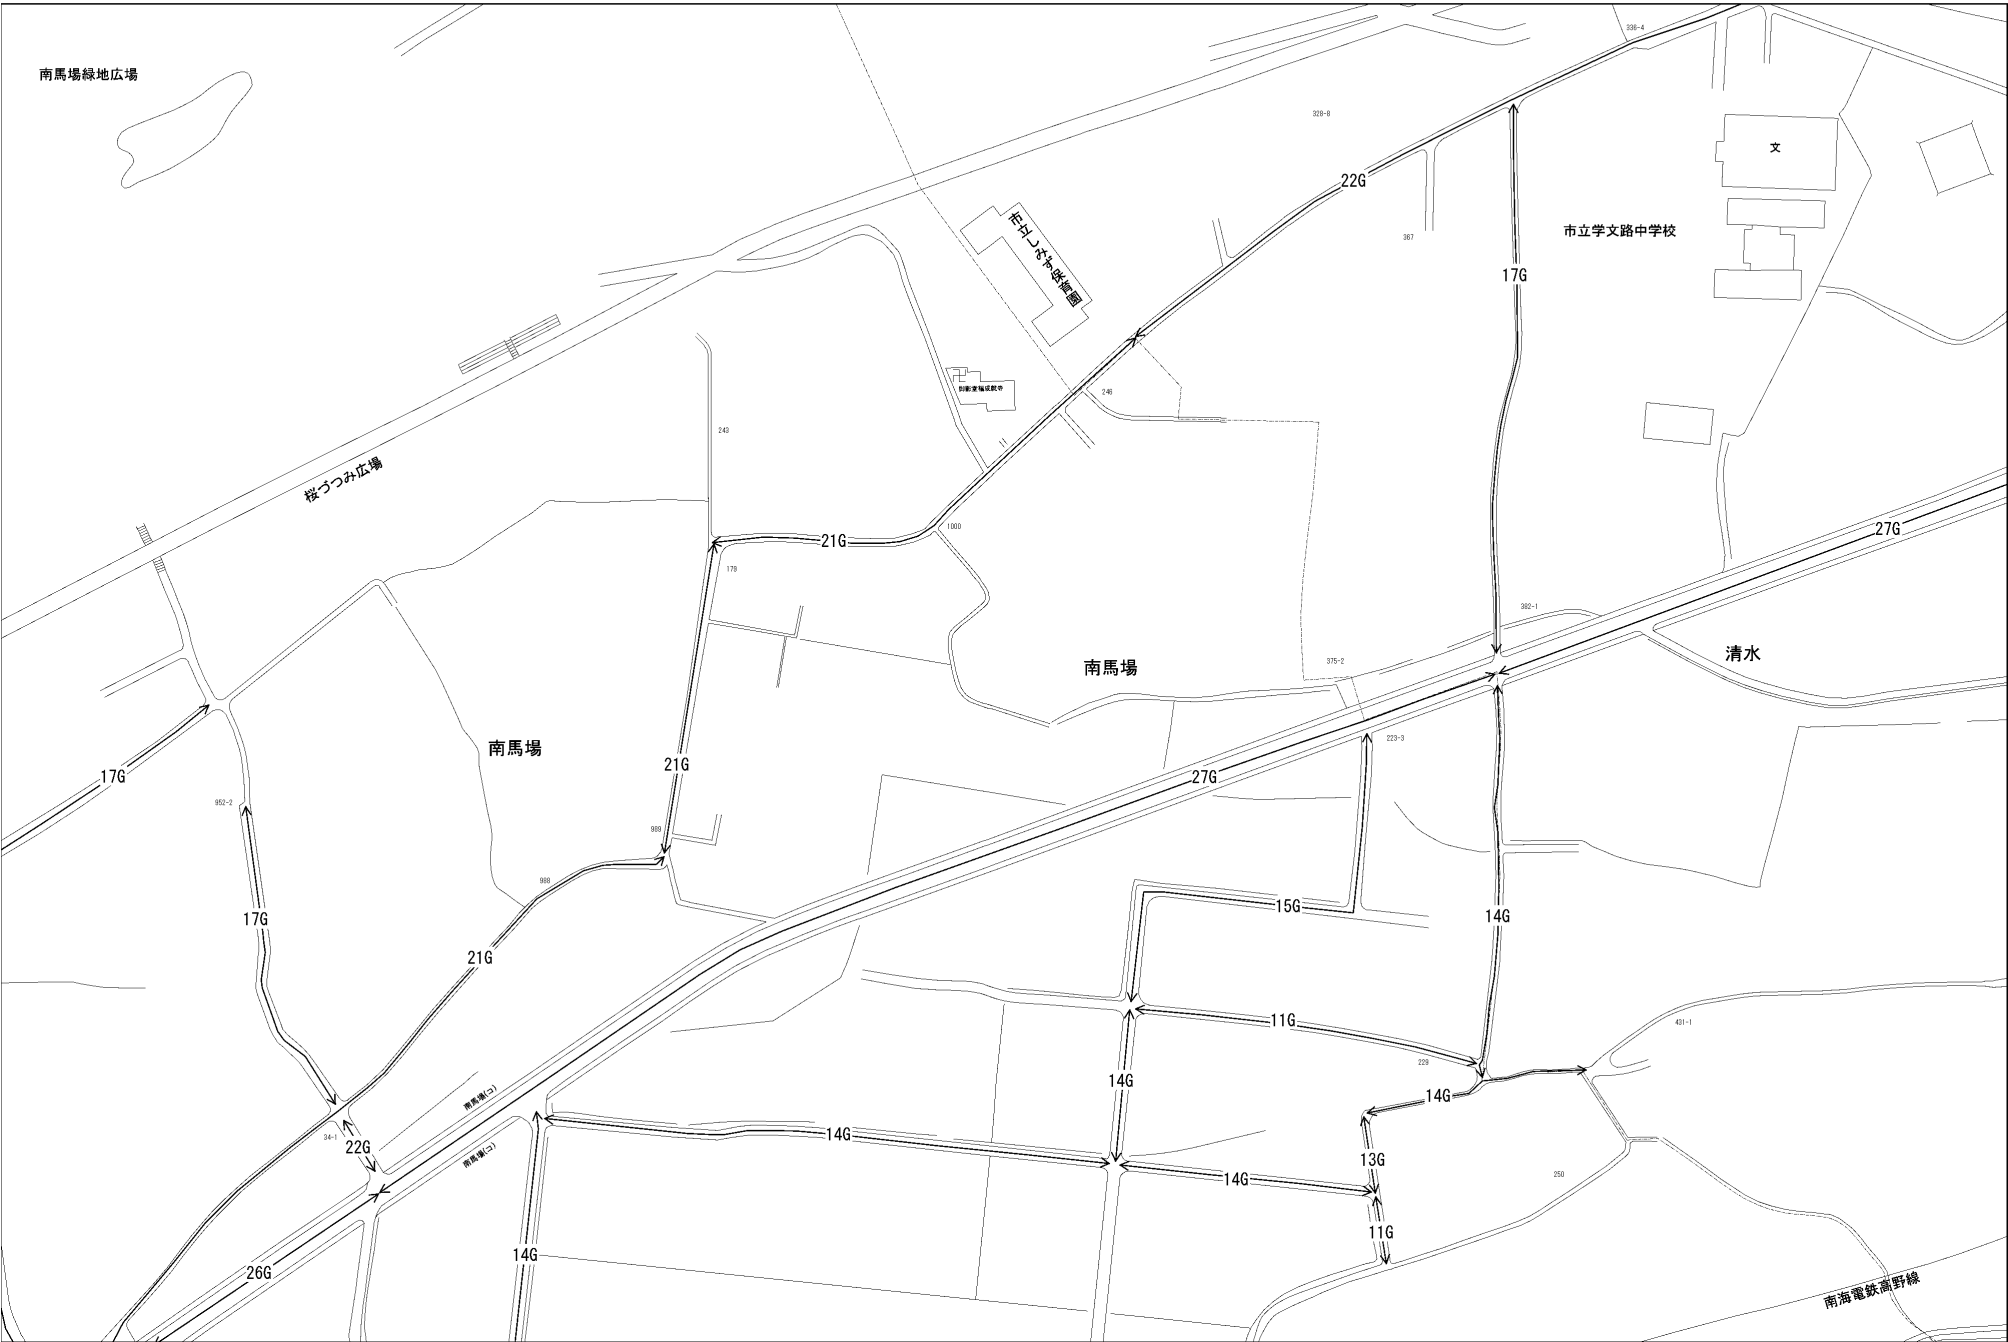 336-4
南馬場緑地広場
328-8
文
22G
市立しみず保育園
市立学文路中学校
367
17G
246
243
桜づつみ広場
1000
27G
21G
179
382-1
清水
375-2
南馬場
223-3
南馬場
21G
17G
27G
952-2
989
988
15G
14G
17G
21G
11G
431-1
229
14G
14G
南馬場(コ)
14G
34-1
22G
南馬場(コ)
13G
250
14G
11G
14G
26G
南海電鉄高野線